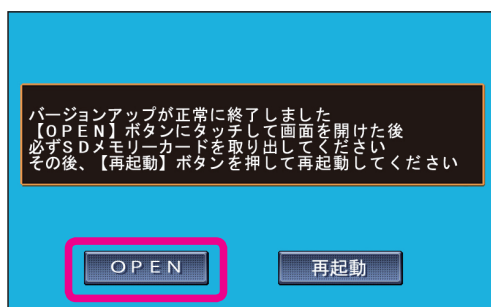 バージョンアップが正常に終了しました
【ＯＰＥＮ】ボタンにタッチして画面を開けた後
必ずＳＤメモリーカードを取り出してください
その後、【再起動】ボタンを押して再起動してください
ＯＰＥＮ
再起動